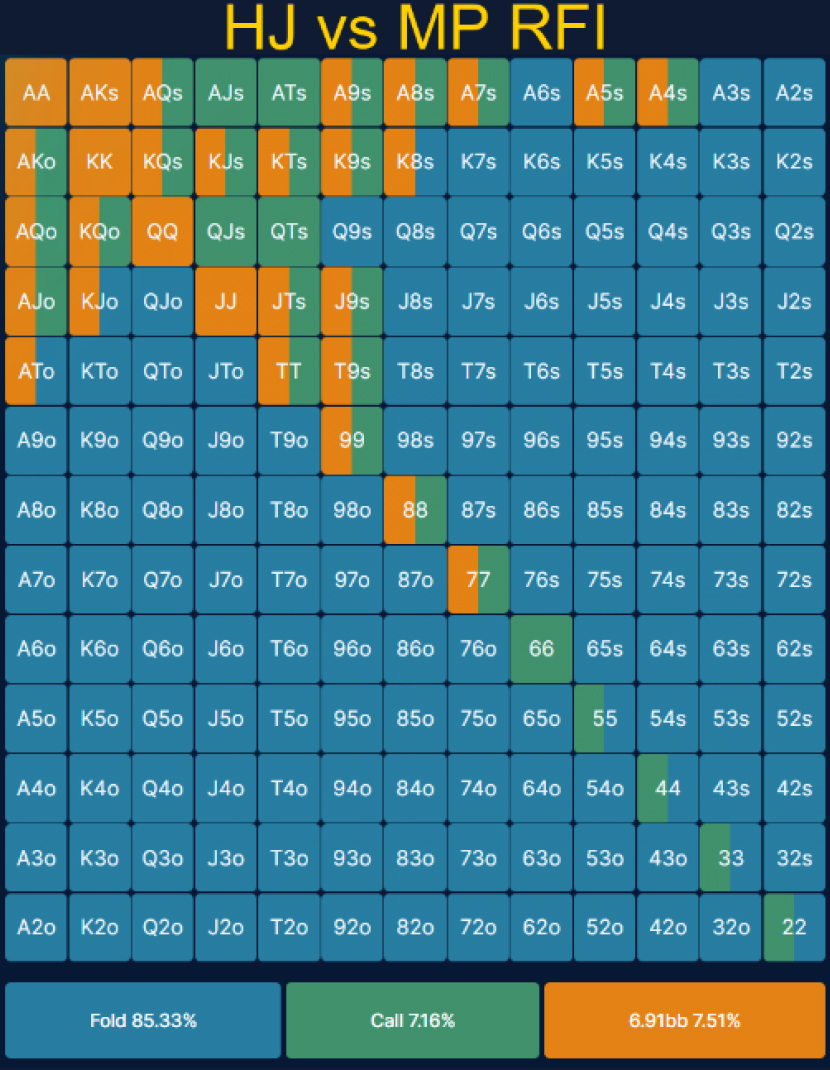 HJ vs MP RFI
AA AKs AQs AJs ATs A9s A8s A7s A6s A5s A4s A3s A2s
AKo KK KQs KJs KTs K9s K8s K7s K6s K5s K4s K3s K2s
AQo KQo QQ QJs QTs Q9s Q8s Q7s Q6s Q5s Q4s Q3s Q2s
AJo KJo QJo JJ JTs J9s J8s J7s J6s J5s J4s J3s J2s
ATo KTo QTo JTo TT T9s T8s T7s T6s T5s T4s T3s T2s
A9o K9o Q9o J9o T9o 99 98s 97s 96s 95s 94s 93s 92s
A8o K8o Q8o J8o T8o 98o 88 87s 86s 85s 84s 83s 82s
A7o K7o Q7o J7o T7o 97o 87o 77 76s 75s 74s 73s 72s
A6o K6o Q6o J6o T6o 96o 86o 76o 66 65s 64s 63s 62s
A5o K5o Q5o J5o T5o 95o 85o 75o 65o 55 54s 53s 52s
A4o K4o Q4o J4o T4o 94o 84o 74o 64o 54o 44 43s 42s
A3o K3o Q3o J3o T3o 93o 83o 73o 63o 53o 43o 33 32s
A2o K2o Q2o J2o T2o 92o 82o 72o 62o 52o 42o 32o 22
Fold 85.33% Call 7.16% 6.91bb 7.51%